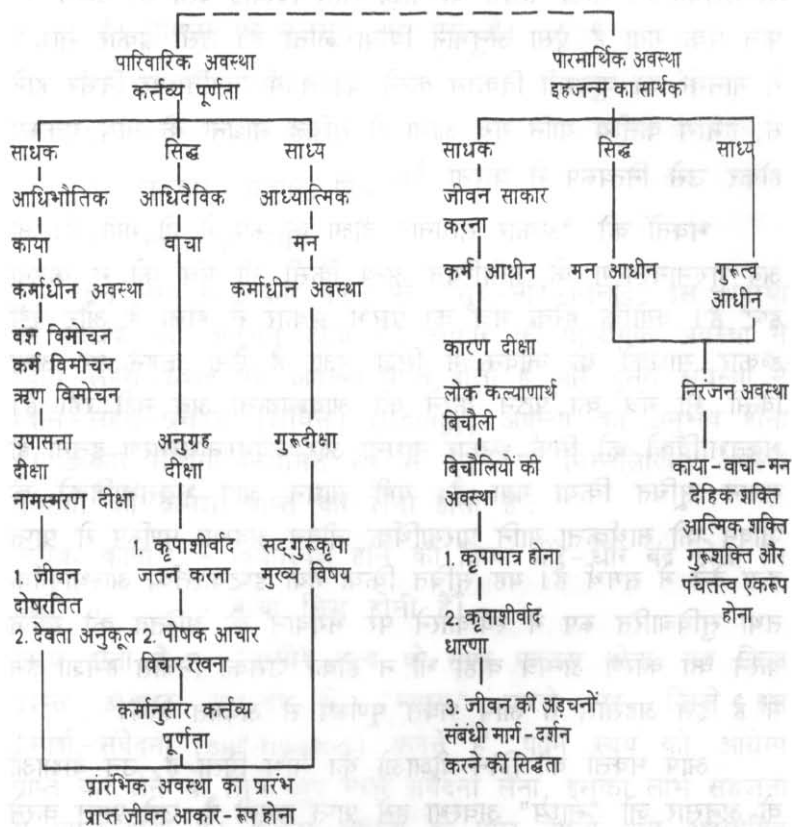 पारिवारिक अवस्था
कर्तव्य पूर्णता
पारमार्थिक अवस्था
इहजन्म का सार्थक
साधक सिद्ध साध्य
आधिभौतिक आधिदैविक आध्यात्मिक
काया वाचा मन
कर्माधीन अवस्था कर्माधीन अवस्था
वंश विमोचन
कर्म विमोचन
ऋण विमोचन
उपासना अनुग्रह गुरूदीक्षा
दीक्षा दीक्षा
नामस्मरण दीक्षा
1. कृपाशीर्वाद सद्गुरूकृपा
1. जीवन जतन करना मुख्य विषय
दोषरतित
2. देवता अनुकूल 2. पोषक आचार
विचार रखना
कर्मानुसार कर्तव्य
पूर्णता
प्रारंभिक अवस्था का प्रारंभ
प्राप्त जीवन आकार-रूप होना
साधक सिद्ध साध्य
जीवन साकार
करना
कर्म आधीन मन आधीन गुरूत्व
आधीन
कारण दीक्षा
लोक कल्याणार्थ
बिचौली
बिचौलियो की
अवस्था
1. कृपापात्र होना
2. कृपाशीर्वाद
धारणा
3. जीवन की अडचनों
संबंधी मार्ग-दर्शन
करने की सिद्धता
निरंजन अवस्था
काया-वाचा-मन
देहिक शक्ति
आत्मिक शक्ति
गुरूशक्ति और
पंचतत्व एकरूप
होना